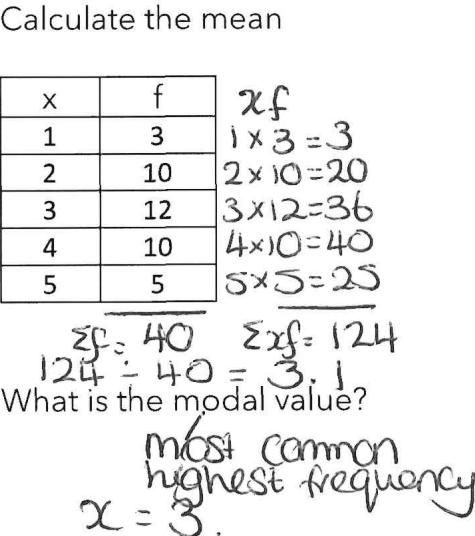 Calculate the mean
x f xf
1 3 1 × 3 = 3
2 10 2 × 10 = 20
3 12 3 × 12 = 36
4 10 4 × 10 = 40
5 5 5 × 5 = 25
Σf = 40 Σxf = 124
124 ÷ 40 = 3.1
What is the modal value?
most common
highest frequency
x = 3.